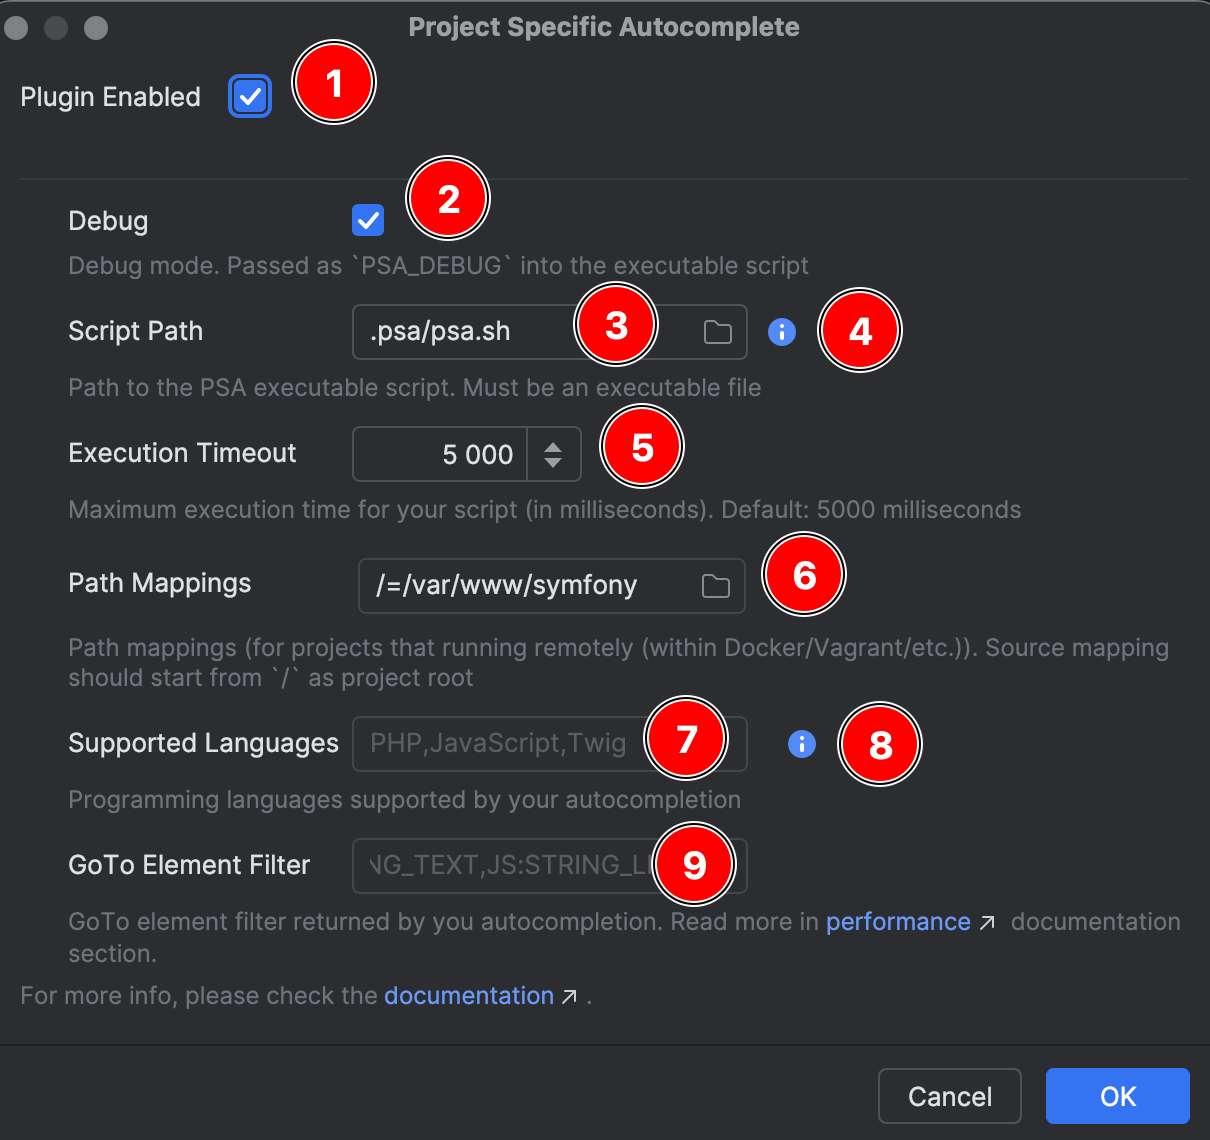 Project Specific Autocomplete
Plugin Enabled 1
Debug 2
Debug mode. Passed as `PSA_DEBUG` into the executable script
Script Path .psa/psa.sh 3 4
Path to the PSA executable script. Must be an executable file
Execution Timeout 5 000 5
Maximum execution time for your script (in milliseconds). Default: 5000 milliseconds
Path Mappings /=/var/www/symfony 6
Path mappings (for projects that running remotely (within Docker/Vagrant/etc.)). Source mapping
should start from `/` as project root
Supported Languages PHP,JavaScript,Twig 7 8
Programming languages supported by your autocompletion
GoTo Element Filter NG_TEXT,JS:STRING_LI 9
GoTo element filter returned by you autocompletion. Read more in performance documentation
section.
For more info, please check the documentation .
Cancel OK